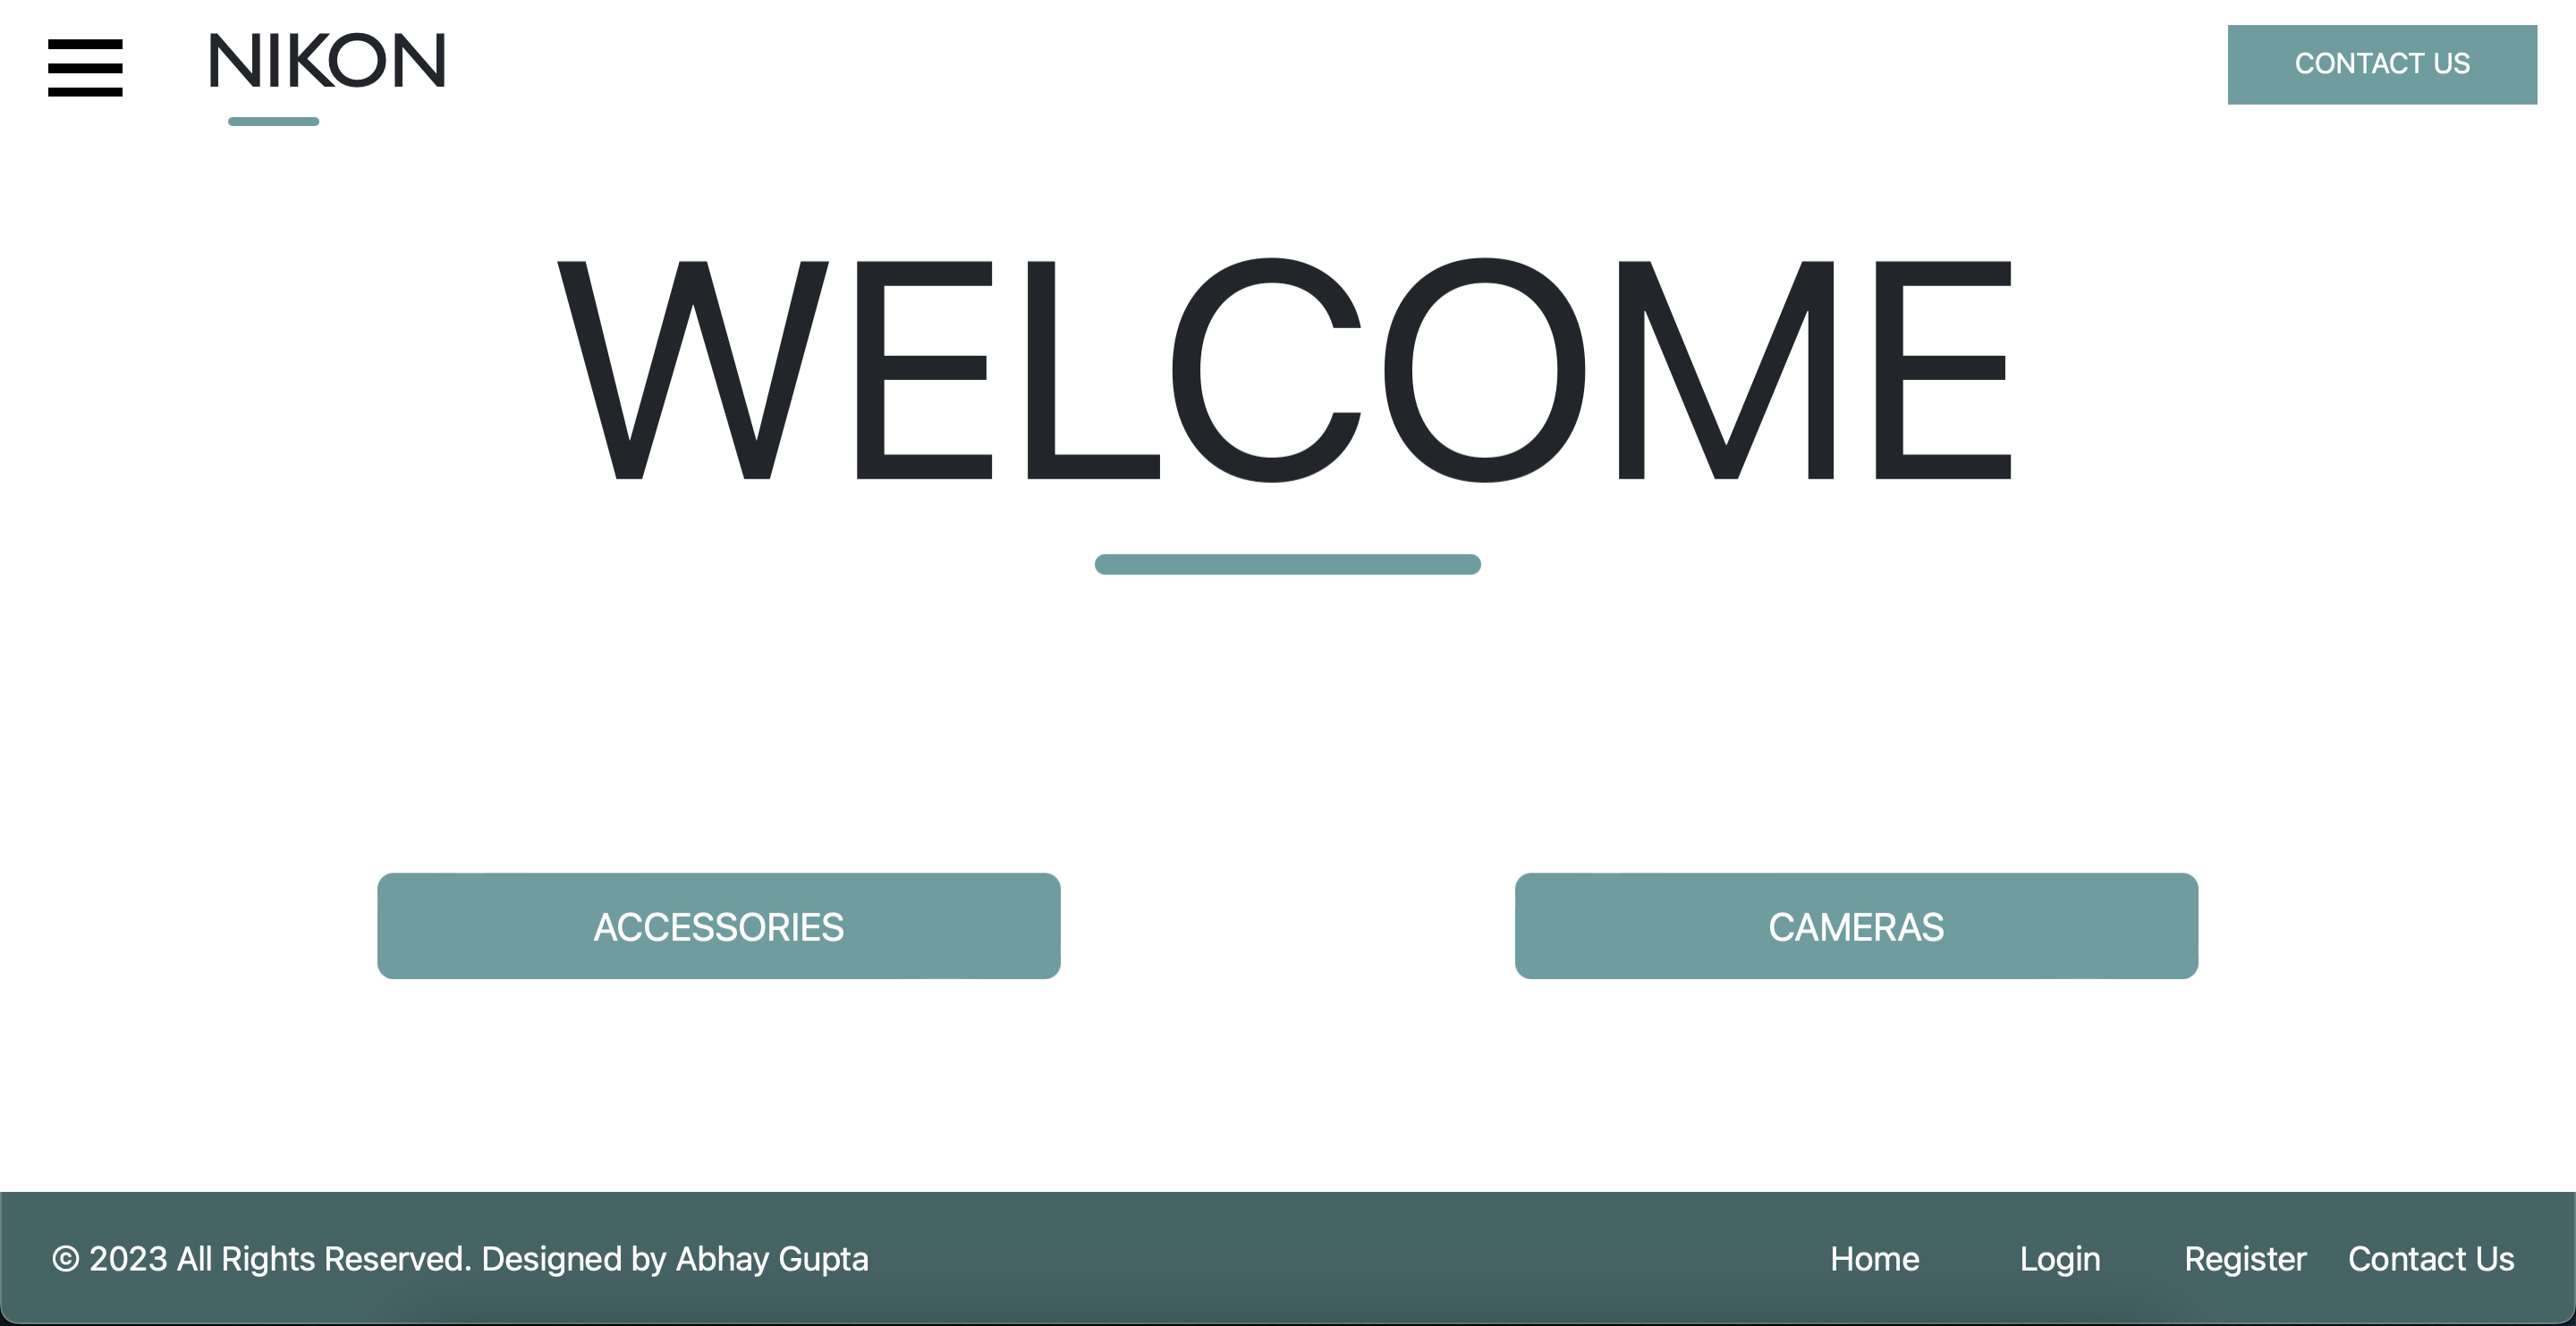 NIKON
CONTACT US
WELCOME
ACCESSORIES
CAMERAS
© 2023 All Rights Reserved. Designed by Abhay Gupta
Home
Login
Register
Contact Us